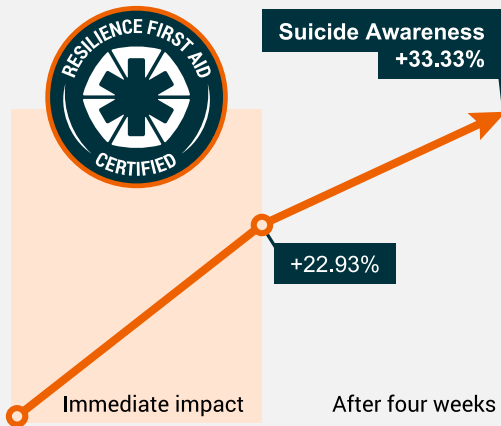 RESILIENCE FIRST AID
CERTIFIED
Suicide Awareness
+33.33%
+22.93%
Immediate impact
After four weeks